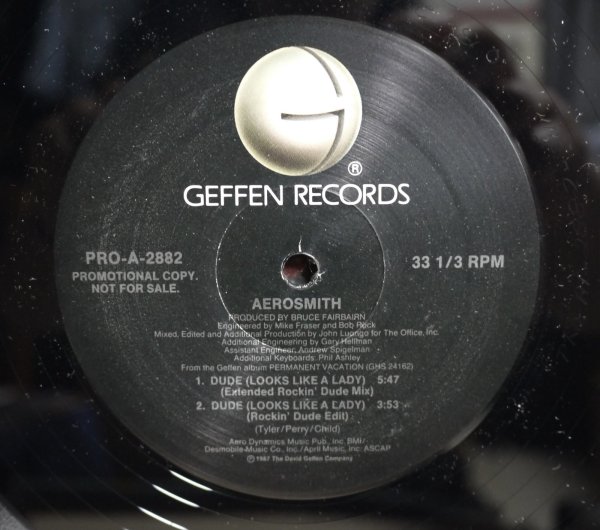 ®
GEFFEN RECORDS
PRO-A-2882
PROMOTIONAL COPY.
NOT FOR SALE.
33 1/3 RPM
AEROSMITH
PRODUCED BY BRUCE FAIRBAIRN
Engineered by Mike Fraser and Bob Rock
Mixed, Edited and Additional Production by John Luongo for The Office, Inc.
Additional Engineering by Gary Hellman
Assistant Engineer: Andrew Spigelman
Additional Keyboards: Phil Ashley
From the Geffen album PERMANENT VACATION (GHS 24162)
1. DUDE (LOOKS LIKE A LADY) 5:47
(Extended Rockin' Dude Mix)
2. DUDE (LOOKS LIKE A LADY) 3:53
(Rockin' Dude Edit)
(Tyler/Perry/Child)
Aero Dynamics Music Pub., Inc. BMI/
Desmobile Music Co., Inc./April Music, Inc. ASCAP
℗ 1987 The David Geffen Company